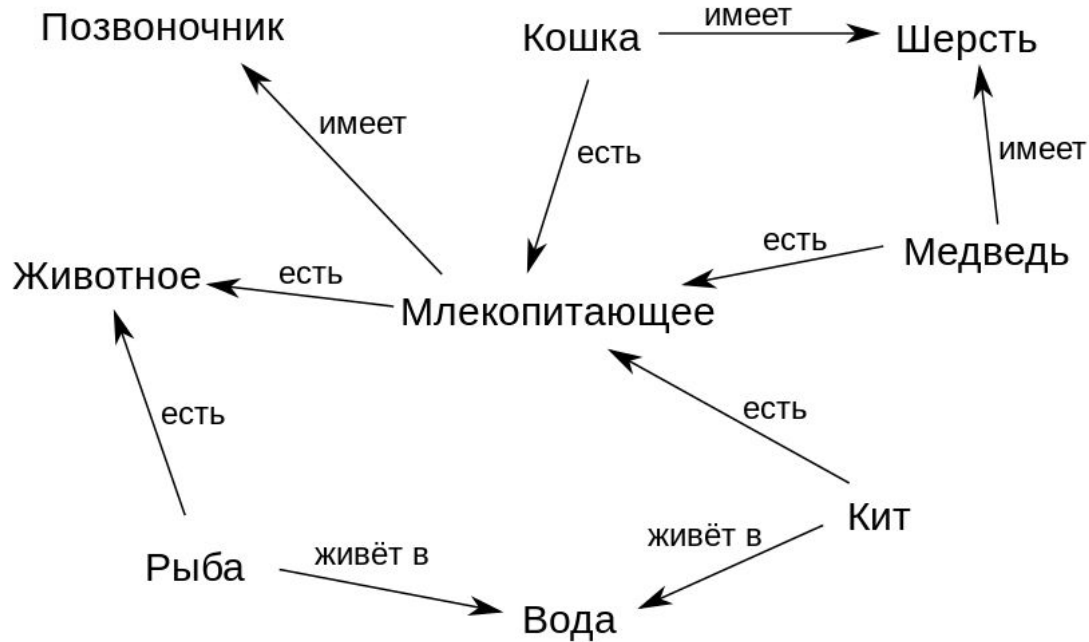 Позвоночник
Кошка
имеет
Шерсть
имеет
есть
имеет
есть
Медведь
Животное
есть
Млекопитающее
есть
есть
Кит
живёт в
Рыба
живёт в
Вода